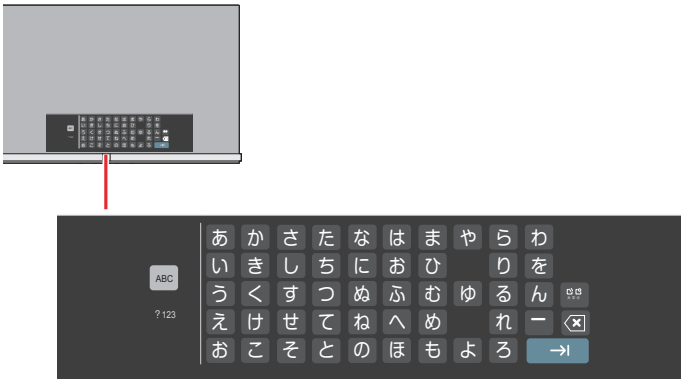 あかさたなはまやらわ
いきしちにおひりを
ABC
うくすつぬふむゆるん
?123
えけせてねへめれー
おこそとのほもよろ